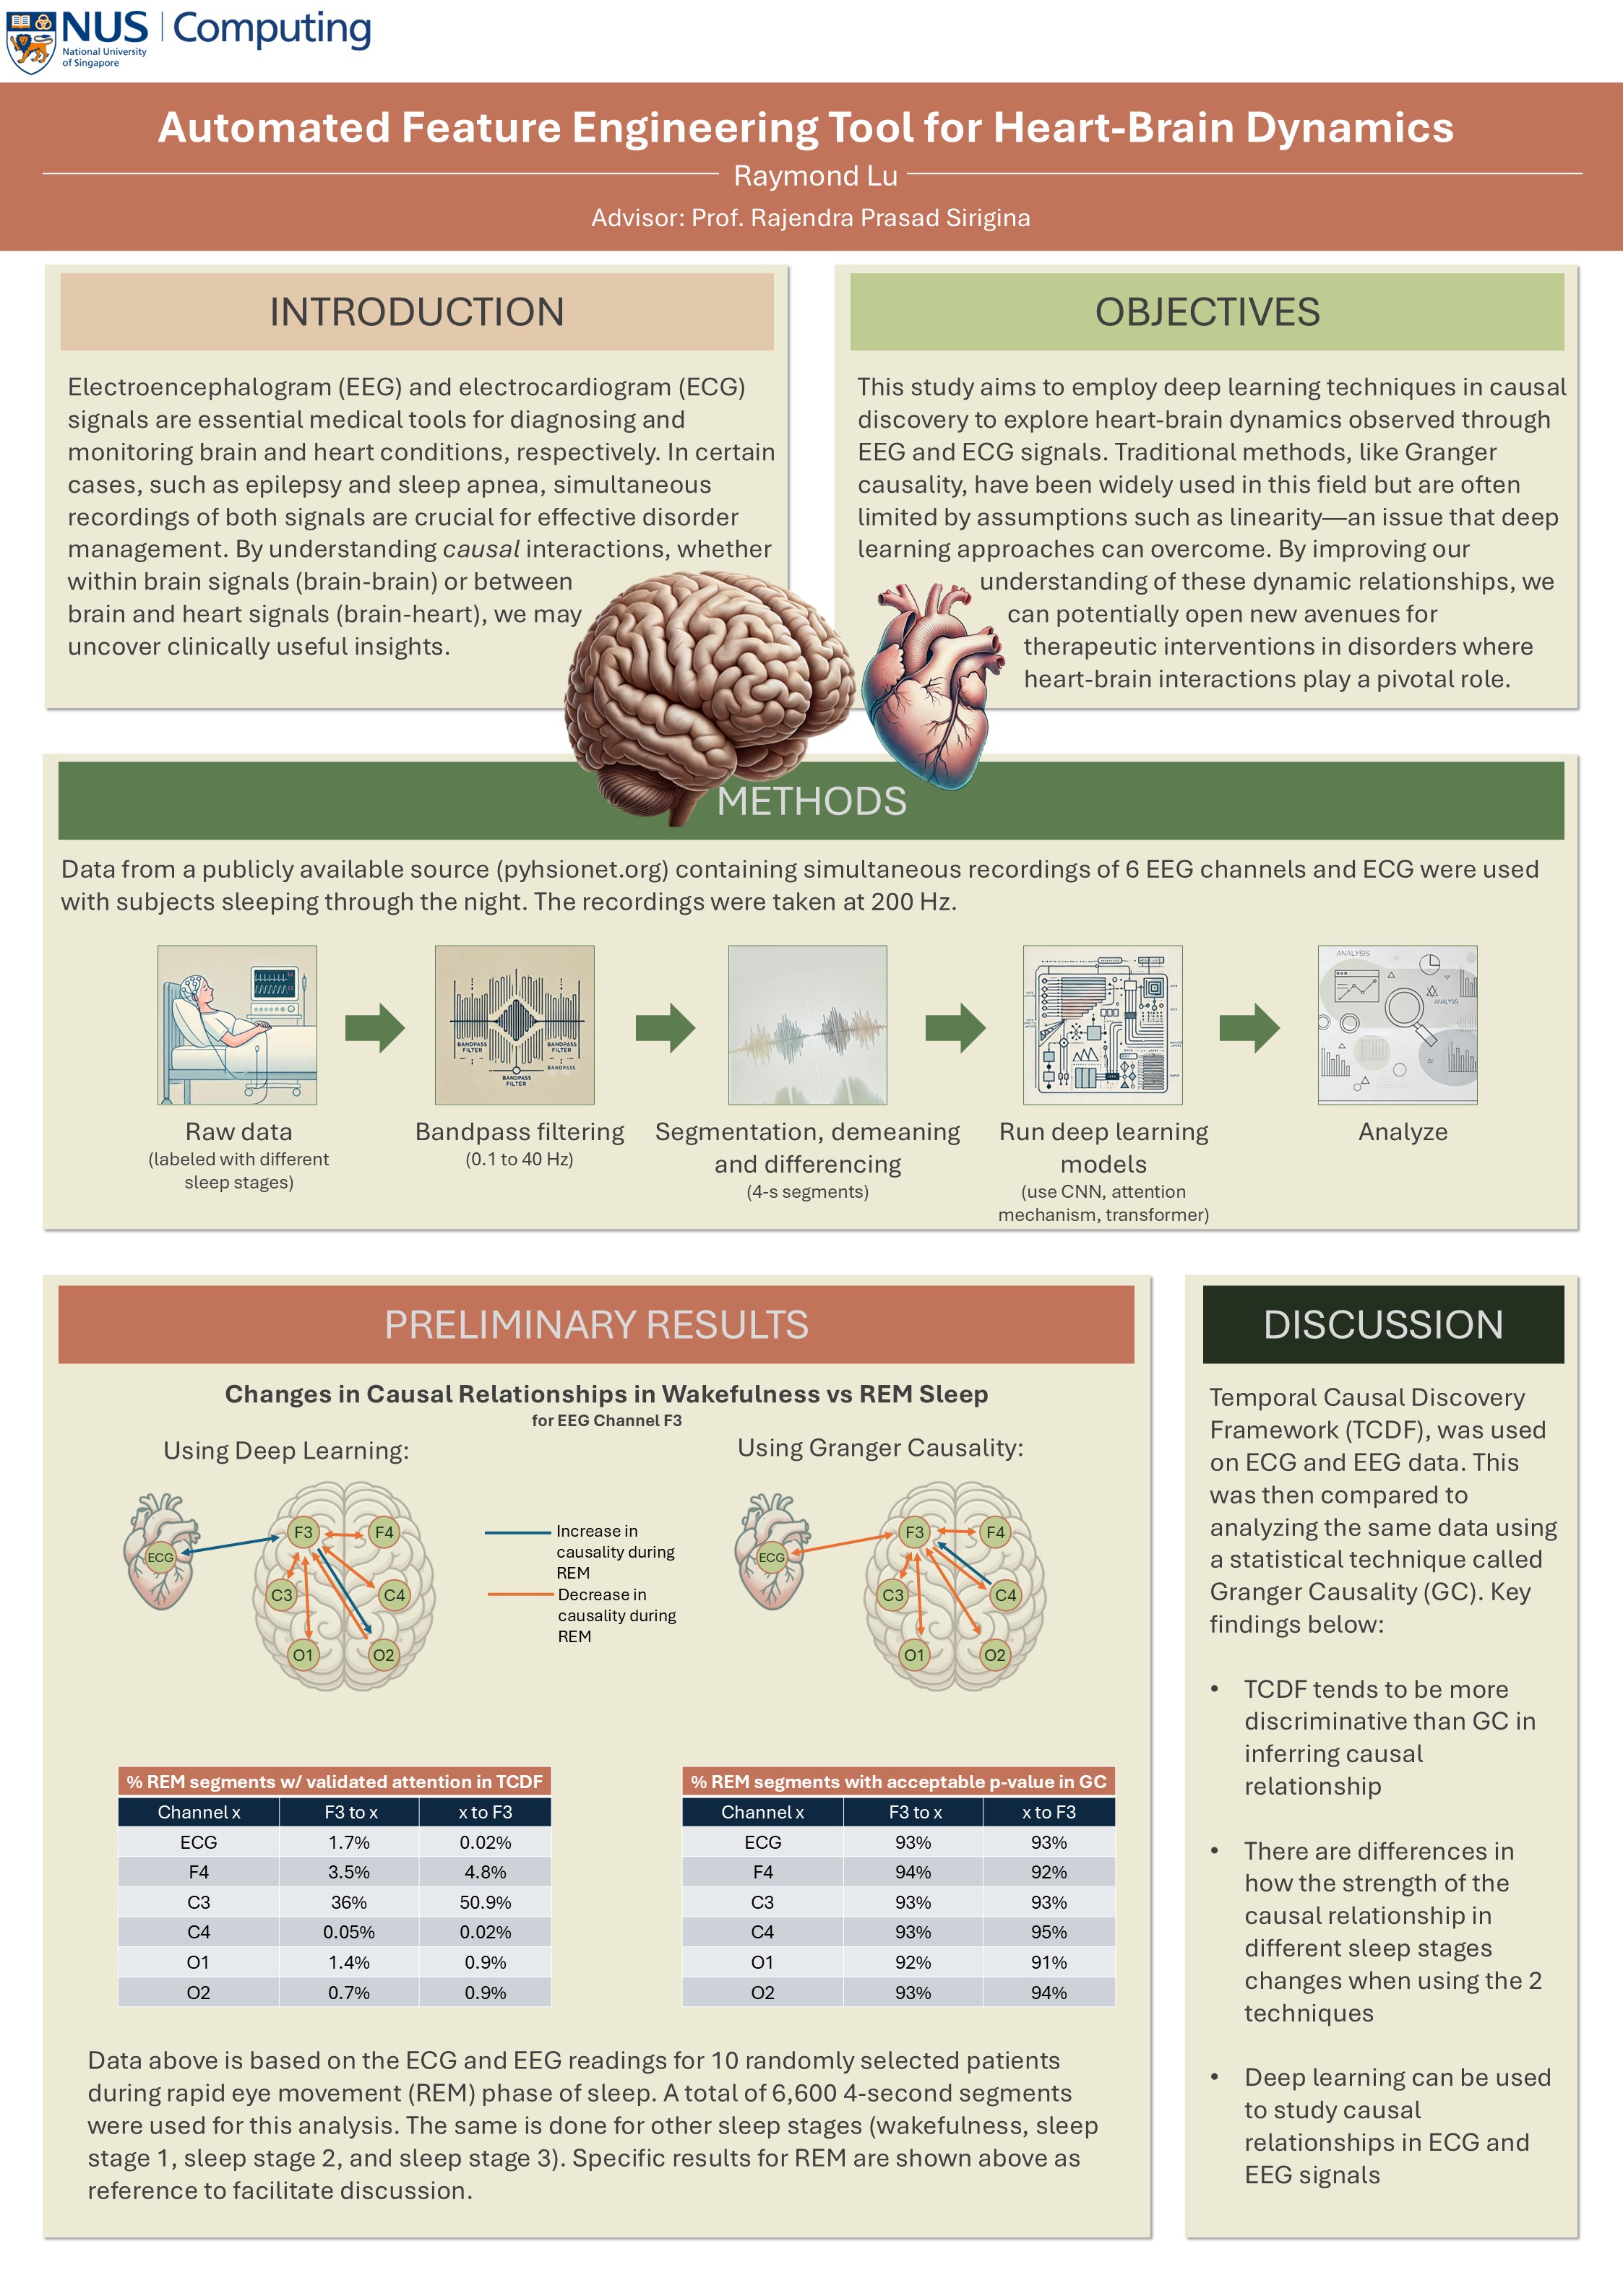 NUS
National University
of Singapore
Computing
Automated Feature Engineering Tool for Heart-Brain Dynamics
Raymond Lu
Advisor: Prof. Rajendra Prasad Sirigina
INTRODUCTION
Electroencephalogram (EEG) and electrocardiogram (ECG)
signals are essential medical tools for diagnosing and
monitoring brain and heart conditions, respectively. In certain
cases, such as epilepsy and sleep apnea, simultaneous
recordings of both signals are crucial for effective disorder
management. By understanding causal interactions, whether
within brain signals (brain-brain) or between
brain and heart signals (brain-heart), we may
uncover clinically useful insights.
OBJECTIVES
This study aims to employ deep learning techniques in causal
discovery to explore heart-brain dynamics observed through
EEG and ECG signals. Traditional methods, like Granger
causality, have been widely used in this field but are often
limited by assumptions such as linearity—an issue that deep
learning approaches can overcome. By improving our
understanding of these dynamic relationships, we
can potentially open new avenues for
therapeutic interventions in disorders where
heart-brain interactions play a pivotal role.
METHODS
Data from a publicly available source (pyhsionet.org) containing simultaneous recordings of 6 EEG channels and ECG were used
with subjects sleeping through the night. The recordings were taken at 200 Hz.
BANDPASS
FILTER
BANDPASS
FILTER
BANDPASS
BANDPASS
FILTER
ANALYSIS
ANALYSIS
Raw data
(labeled with different
sleep stages)
Bandpass filtering
(0.1 to 40 Hz)
Segmentation, demeaning
and differencing
(4-s segments)
Run deep learning
models
(use CNN, attention
mechanism, transformer)
Analyze
PRELIMINARY RESULTS
Changes in Causal Relationships in Wakefulness vs REM Sleep
for EEG Channel F3
Using Deep Learning:
ECG
F3
F4
C3
C4
O1
O2
Increase in
causality during
REM
Decrease in
causality during
REM
Using Granger Causality:
ECG
F3
F4
C3
C4
O1
O2
% REM segments w/ validated attention in TCDF
Channel x F3 to x x to F3
ECG 1.7% 0.02%
F4 3.5% 4.8%
C3 36% 50.9%
C4 0.05% 0.02%
O1 1.4% 0.9%
O2 0.7% 0.9%
% REM segments with acceptable p-value in GC
Channel x F3 to x x to F3
ECG 93% 93%
F4 94% 92%
C3 93% 93%
C4 93% 95%
O1 92% 91%
O2 93% 94%
Data above is based on the ECG and EEG readings for 10 randomly selected patients
during rapid eye movement (REM) phase of sleep. A total of 6,600 4-second segments
were used for this analysis. The same is done for other sleep stages (wakefulness, sleep
stage 1, sleep stage 2, and sleep stage 3). Specific results for REM are shown above as
reference to facilitate discussion.
DISCUSSION
Temporal Causal Discovery
Framework (TCDF), was used
on ECG and EEG data. This
was then compared to
analyzing the same data using
a statistical technique called
Granger Causality (GC). Key
findings below:
• TCDF tends to be more
discriminative than GC in
inferring causal
relationship
• There are differences in
how the strength of the
causal relationship in
different sleep stages
changes when using the 2
techniques
• Deep learning can be used
to study causal
relationships in ECG and
EEG signals